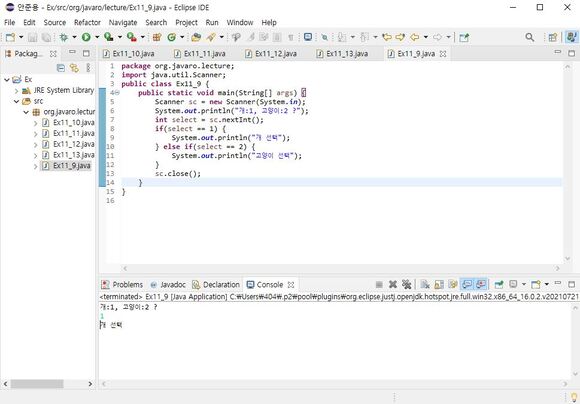 안준용 - Ex/src/org/javaro/lecture/Ex11_9.java - Eclipse IDE
File Edit Source Refactor Navigate Search Project Run Window Help
Packag...
Ex
JRE System Library
src
org.javaro.lectur
Ex11_10.java
Ex11_11.java
Ex11_12.java
Ex11_13.java
Ex11_9.java
Ex11_10.java Ex11_11.java Ex11_12.java Ex11_13.java Ex11_9.java
1 package org.javaro.lecture;
2 import java.util.Scanner;
3 public class Ex11_9 {
4 public static void main(String[] args) {
5 Scanner sc = new Scanner(System.in);
6 System.out.println("개:1, 고양이:2 ?");
7 int select = sc.nextInt();
8 if(select == 1) {
9 System.out.println("개 선택");
10 } else if(select == 2) {
11 System.out.println("고양이 선택");
12 }
13 sc.close();
14 }
15 }
16
Problems Javadoc Declaration Console
<terminated> Ex11_9 [Java Application] C:₩Users₩404₩.p2₩pool₩plugins₩org.eclipse.justj.openjdk.hotspot.jre.full.win32.x86_64_16.0.2.v20210721
개:1, 고양이:2 ?
1
개 선택